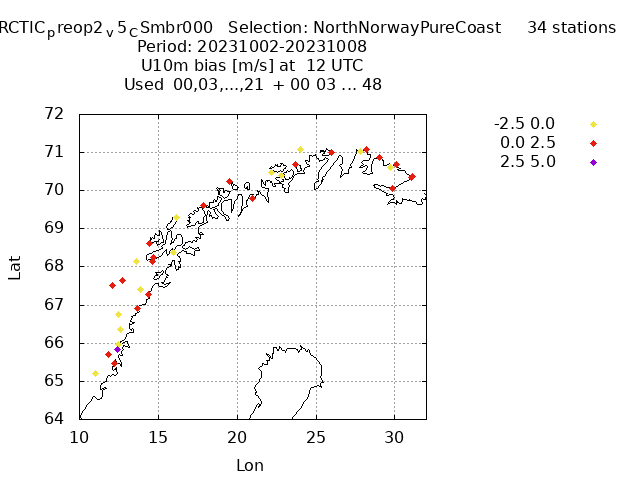 RCTIC_preop2_v5_CSmbr000 Selection: NorthNorwayPureCoast 34 stations
Period: 20231002-20231008
U10m bias [m/s] at 12 UTC
Used 00,03,...,21 + 00 03 ... 48
-2.5 0.0
0.0 2.5
2.5 5.0
72
71
70
69
68
67
66
65
64
Lat
10 15 20 25 30
Lon